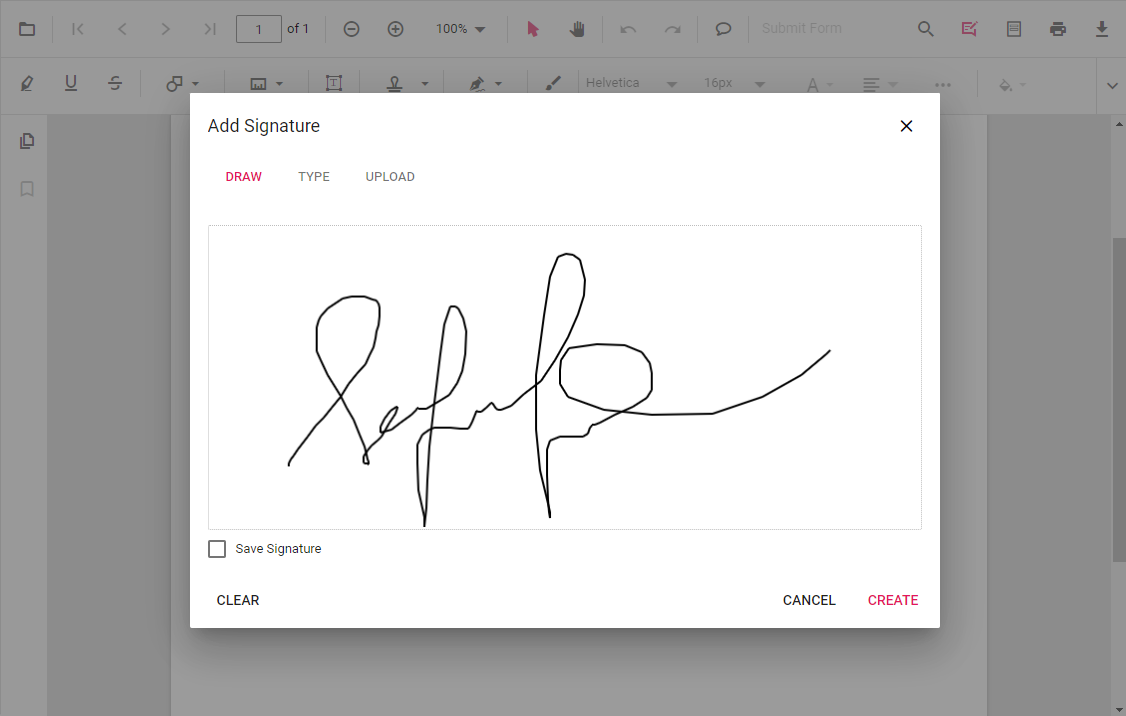 1 of 1 100% Submit Form
Helvetica 16px
Add Signature
DRAW TYPE UPLOAD
Save Signature
CLEAR CANCEL CREATE